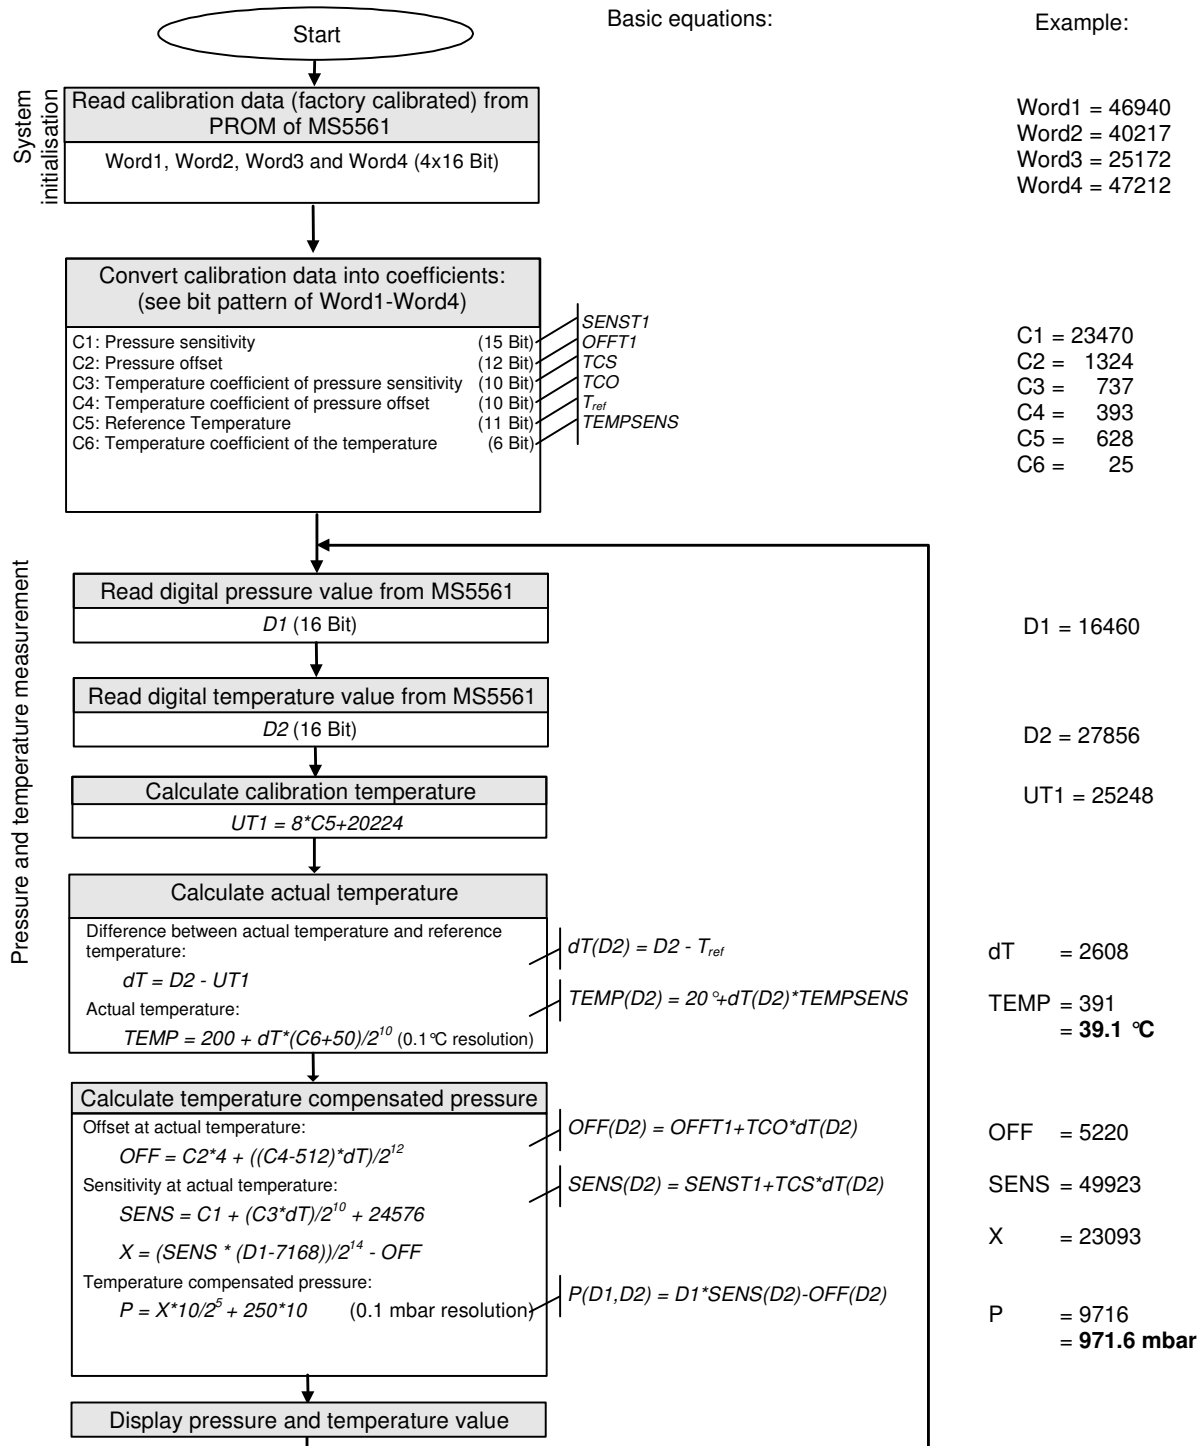 Start
Basic equations:
Example:
System
initialisation
Read calibration data (factory calibrated) from
PROM of MS5561
Word1, Word2, Word3 and Word4 (4x16 Bit)
Word1 = 46940
Word2 = 40217
Word3 = 25172
Word4 = 47212
Convert calibration data into coefficients:
(see bit pattern of Word1-Word4)
C1: Pressure sensitivity (15 Bit) SENST1
C2: Pressure offset (12 Bit) OFFT1
C3: Temperature coefficient of pressure sensitivity (10 Bit) TCS
C4: Temperature coefficient of pressure offset (10 Bit) TCO
C5: Reference Temperature (11 Bit) T_ref
C6: Temperature coefficient of the temperature (6 Bit) TEMPSENS
C1 = 23470
C2 = 1324
C3 = 737
C4 = 393
C5 = 628
C6 = 25
Pressure and temperature measurement
Read digital pressure value from MS5561
D1 (16 Bit)
D1 = 16460
Read digital temperature value from MS5561
D2 (16 Bit)
D2 = 27856
Calculate calibration temperature
UT1 = 8*C5+20224
UT1 = 25248
Calculate actual temperature
Difference between actual temperature and reference
temperature:
dT = D2 - UT1
dT(D2) = D2 - T_ref
dT = 2608
Actual temperature:
TEMP = 200 + dT*(C6+50)/2^10 (0.1°C resolution)
TEMP(D2) = 20°+dT(D2)*TEMPSENS
TEMP = 391
= 39.1 °C
Calculate temperature compensated pressure
Offset at actual temperature:
OFF = C2*4 + ((C4-512)*dT)/2^12
OFF(D2) = OFFT1+TCO*dT(D2)
OFF = 5220
Sensitivity at actual temperature:
SENS = C1 + (C3*dT)/2^10 + 24576
SENS(D2) = SENST1+TCS*dT(D2)
SENS = 49923
X = (SENS * (D1-7168))/2^14 - OFF
X = 23093
Temperature compensated pressure:
P = X*10/2^5 + 250*10 (0.1 mbar resolution)
P(D1,D2) = D1*SENS(D2)-OFF(D2)
P = 9716
= 971.6 mbar
Display pressure and temperature value